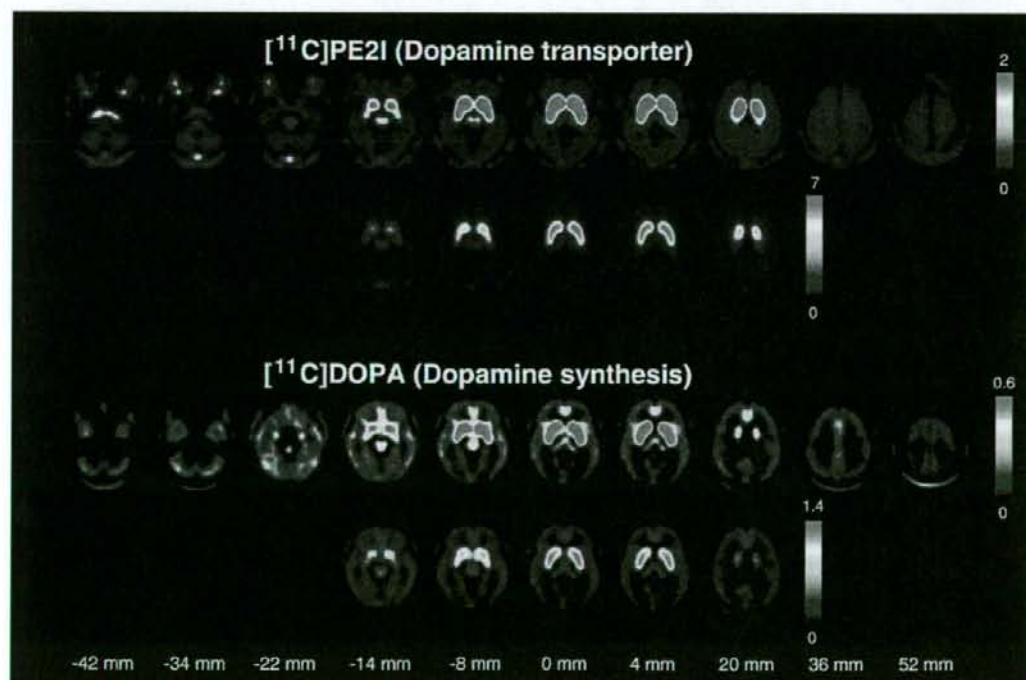 [¹¹C]PE2I (Dopamine transporter)
2
0
7
0
[¹¹C]DOPA (Dopamine synthesis)
0.6
0
1.4
0
-42 mm -34 mm -22 mm -14 mm -8 mm 0 mm 4 mm 20 mm 36 mm 52 mm